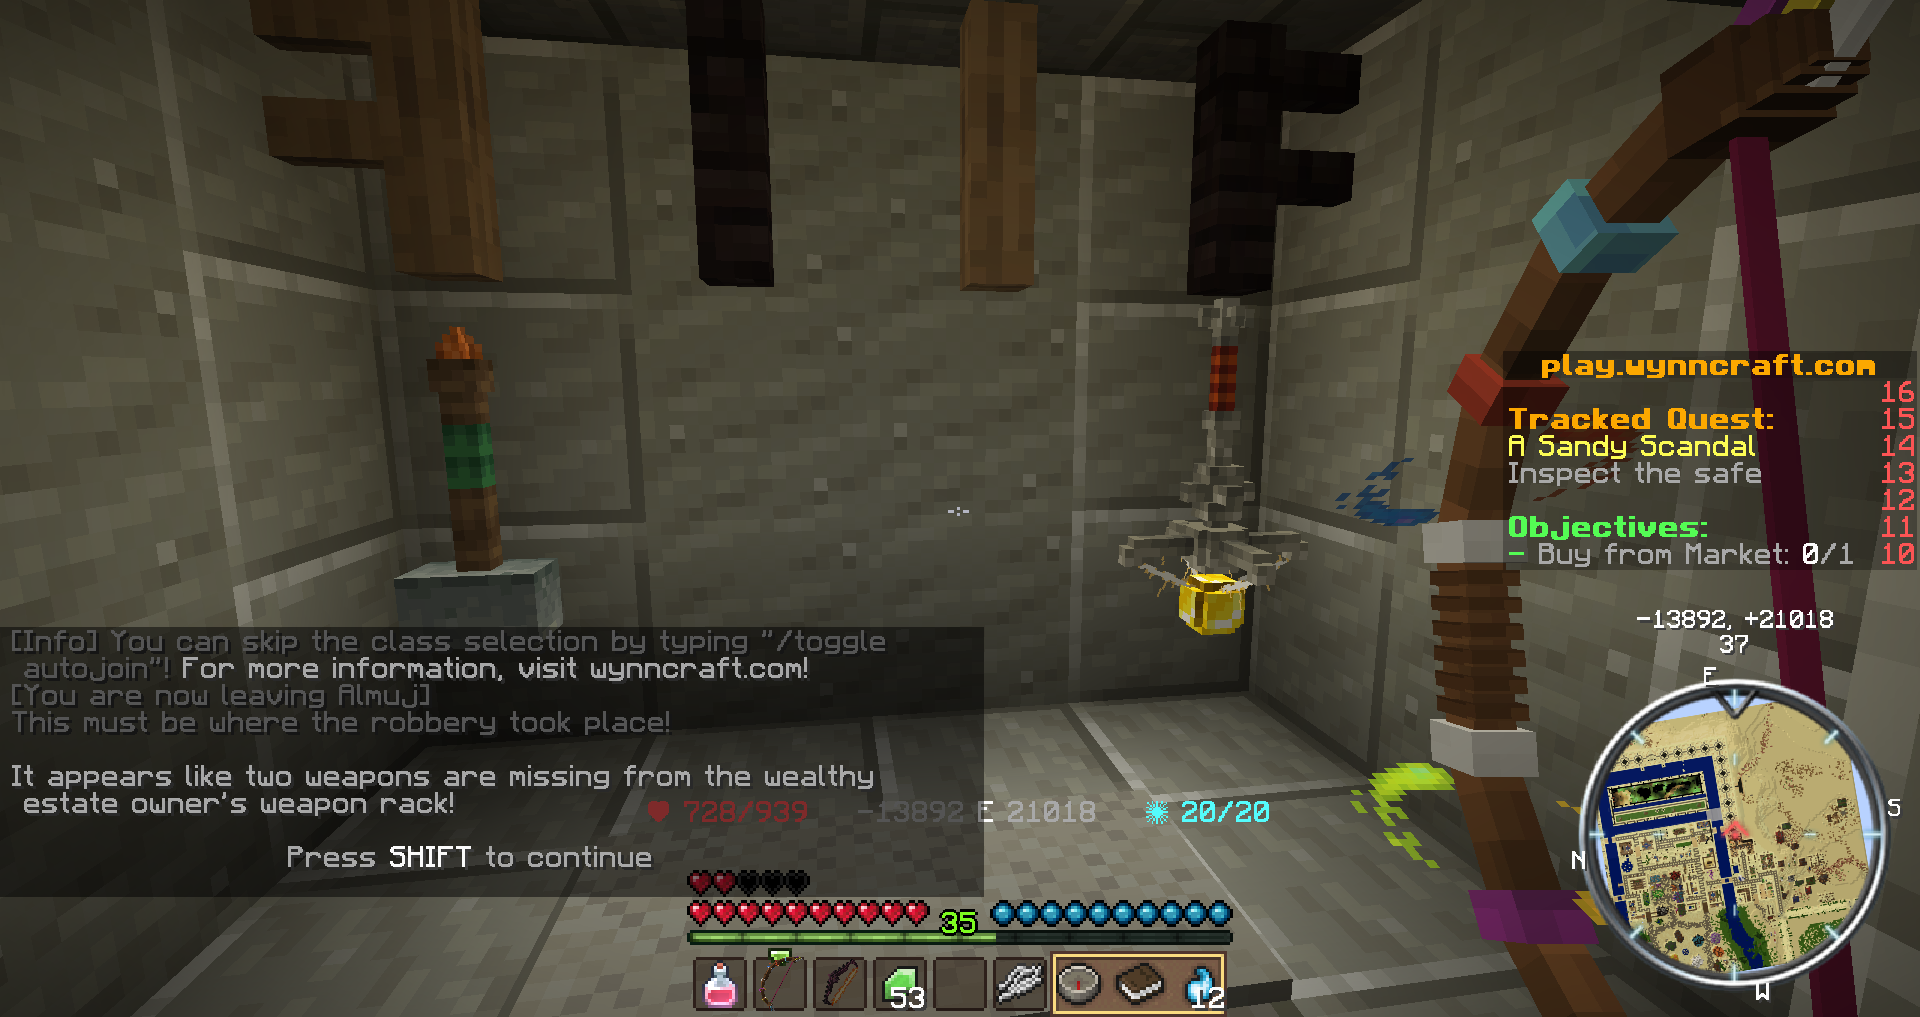 play.wynncraft.com
16
Tracked Quest: 15
A Sandy Scandal 14
Inspect the safe 13
12
Objectives: 11
- Buy from Market: 0/1 10
-13892, +21018
37
E
S
N
W
[Info] You can skip the class selection by typing "/toggle
autojoin"! For more information, visit wynncraft.com!
[You are now leaving Almuj]
This must be where the robbery took place!
It appears like two weapons are missing from the wealthy
estate owner's weapon rack!
Press SHIFT to continue
728/939 -13892 E 21018 20/20
35
53
12